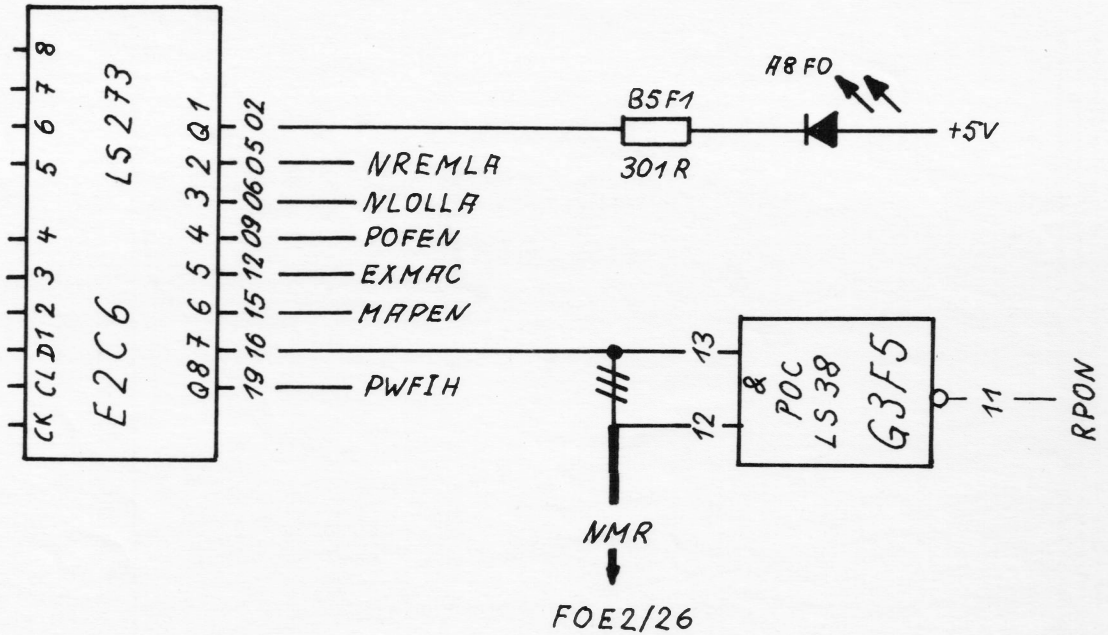 8
7
6
5
4
3
2
D1
CL
CK
LS273
E2C6
Q1
2
3
4
5
6
7
Q8
02
05
06
09
12
15
16
19
NREMLA
NLOLLA
POFEN
EXMAC
MAPEN
PWFIH
B5F1
301R
A8F0
+5V
13
12
&
POC
LS38
G3F5
11
RPON
NMR
FOE2/26